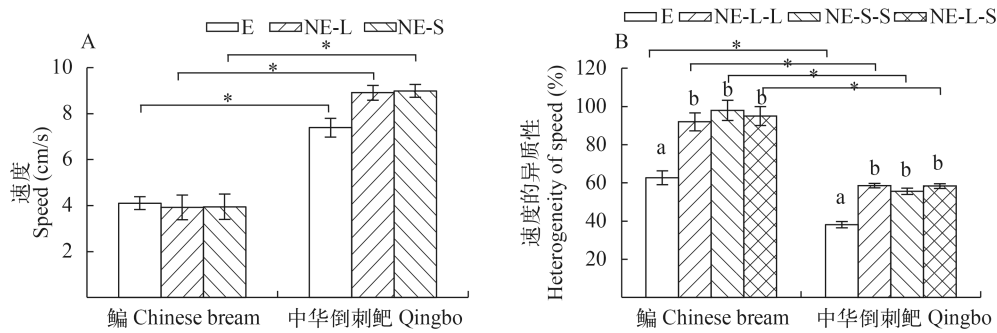 A
E NE-L NE-S
*
*
*
10
8
6
4
2
速度
Speed (cm/s)
鳊 Chinese bream 中华倒刺鲃 Qingbo
B
E NE-L-L NE-S-S NE-L-S
*
*
*
*
120
100
80
60
40
20
速度的异质性
Heterogeneity of speed (%)
a b b b
a b b b
鳊 Chinese bream 中华倒刺鲃 Qingbo